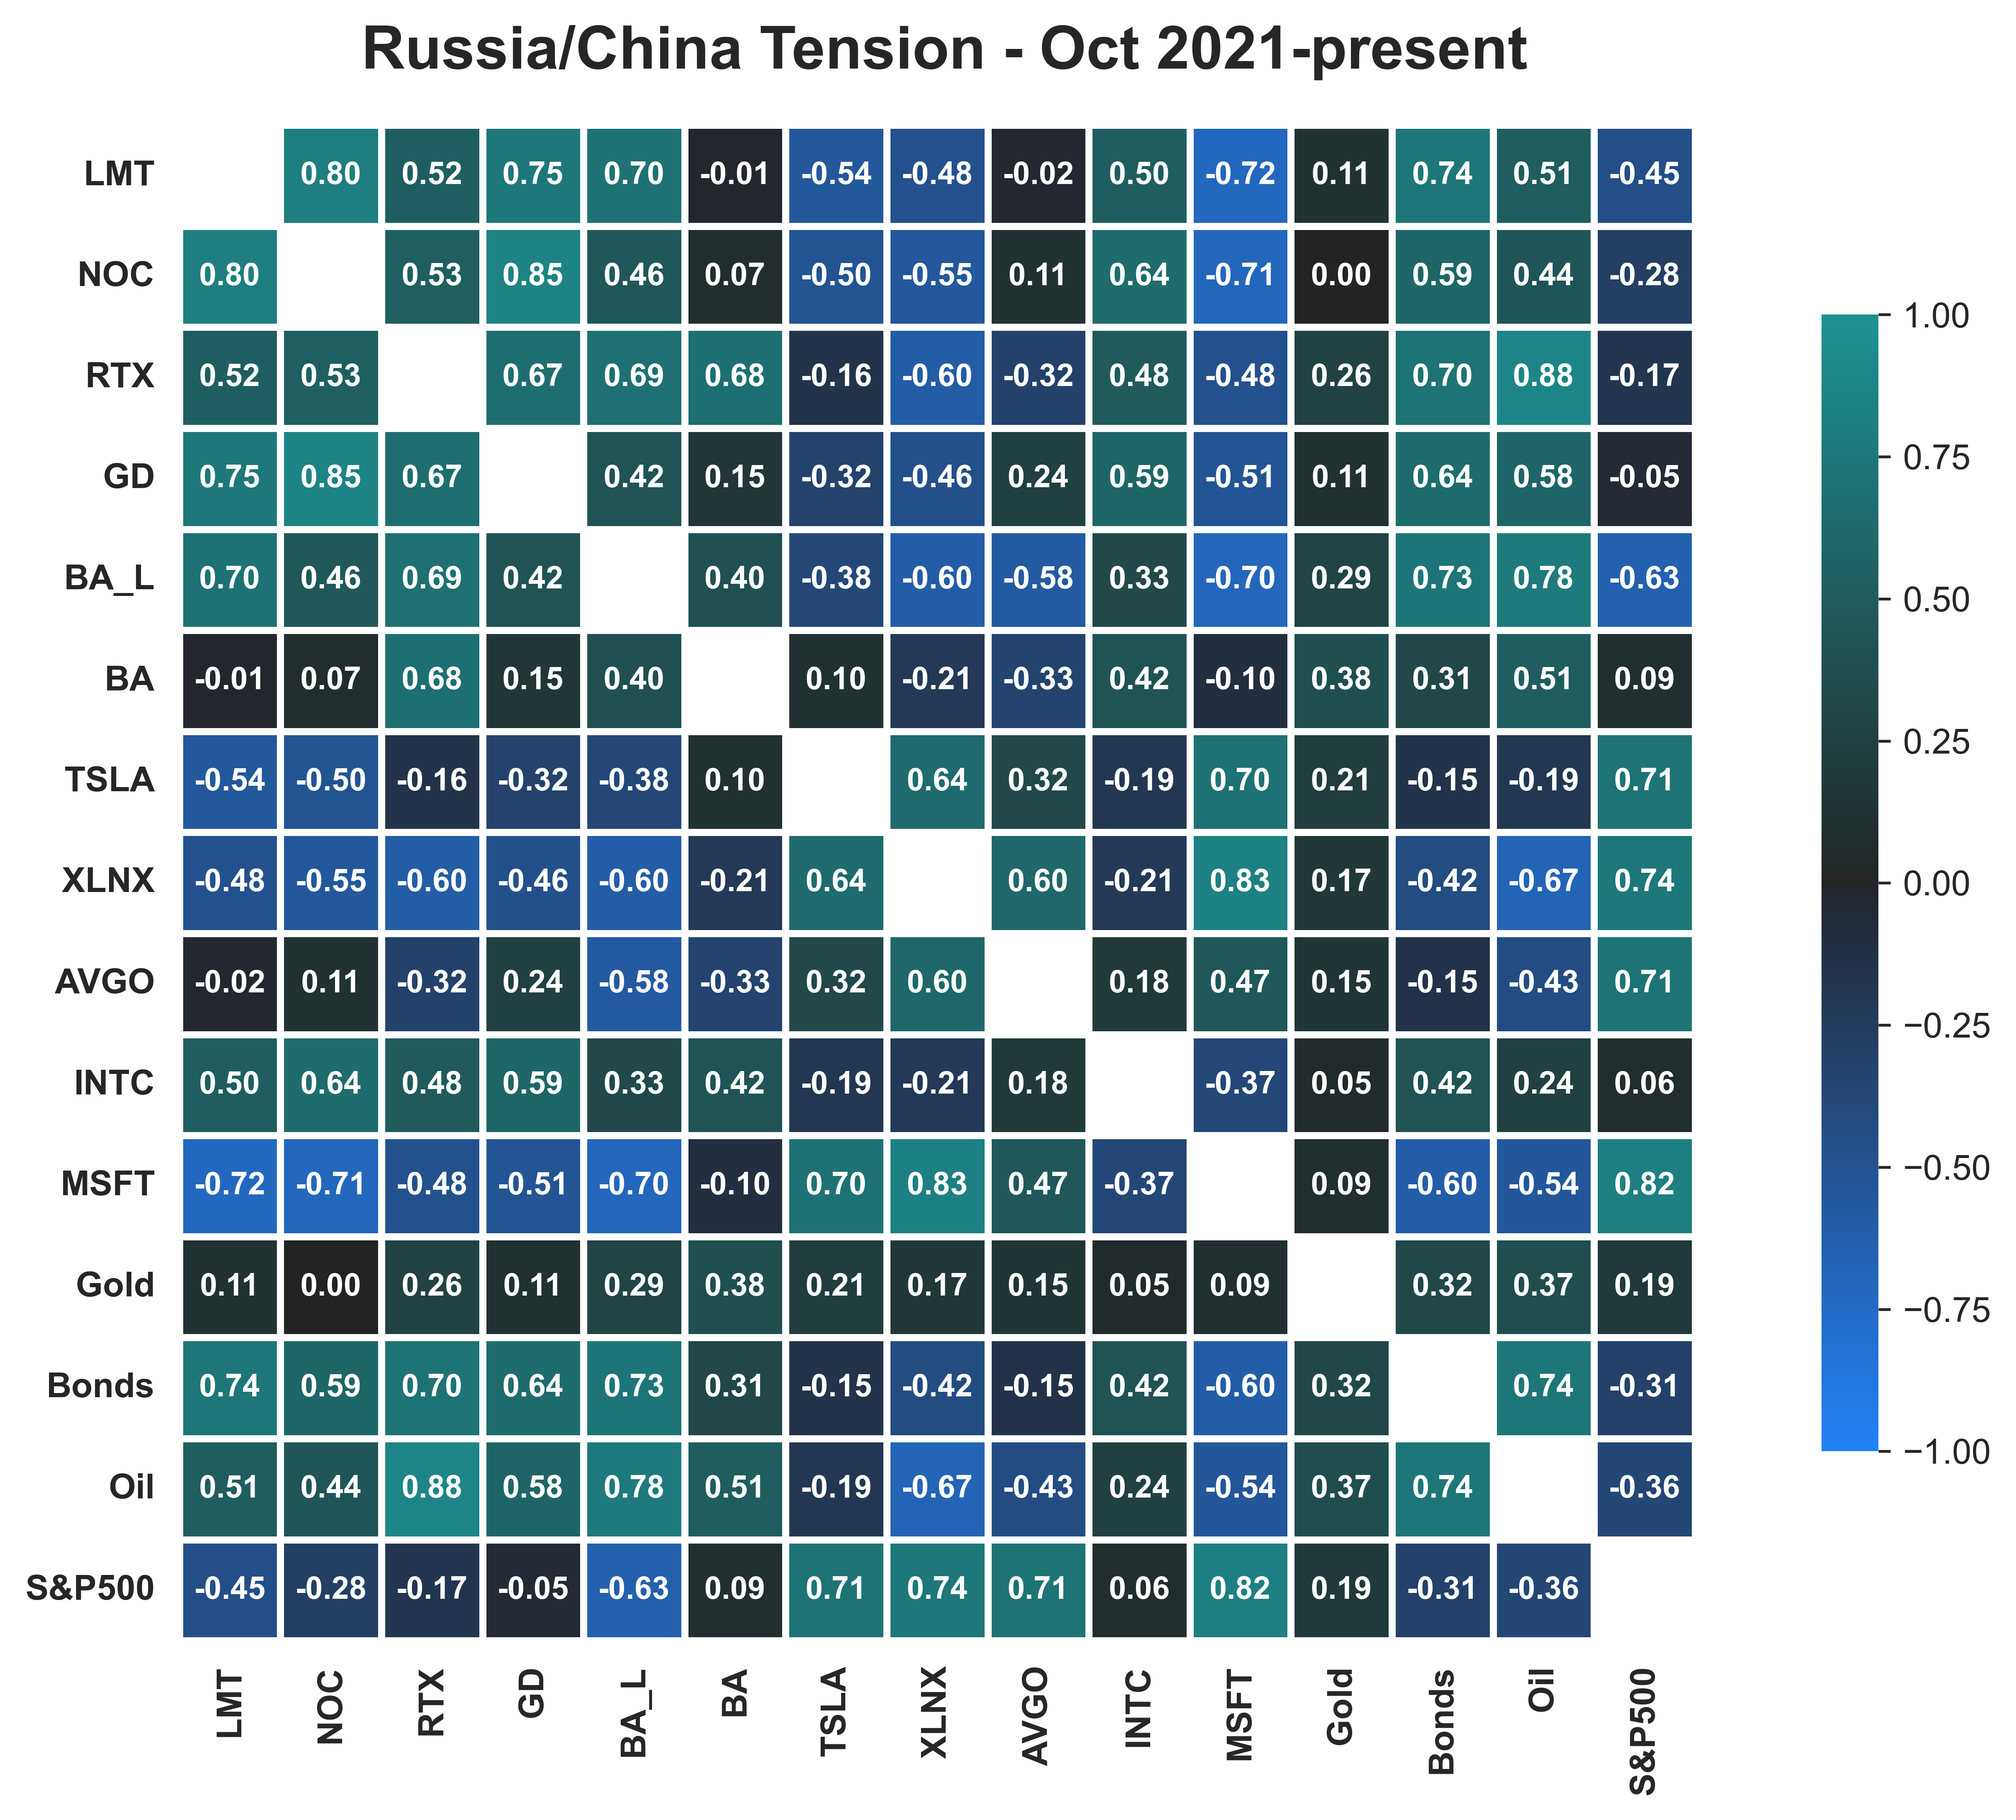 Russia/China Tension - Oct 2021-present
LMT 0.80 0.52 0.75 0.70 -0.01 -0.54 -0.48 -0.02 0.50 -0.72 0.11 0.74 0.51 -0.45
NOC 0.80 0.53 0.85 0.46 0.07 -0.50 -0.55 0.11 0.64 -0.71 0.00 0.59 0.44 -0.28
RTX 0.52 0.53 0.67 0.69 0.68 -0.16 -0.60 -0.32 0.48 -0.48 0.26 0.70 0.88 -0.17
GD 0.75 0.85 0.67 0.42 0.15 -0.32 -0.46 0.24 0.59 -0.51 0.11 0.64 0.58 -0.05
BA_L 0.70 0.46 0.69 0.42 0.40 -0.38 -0.60 -0.58 0.33 -0.70 0.29 0.73 0.78 -0.63
BA -0.01 0.07 0.68 0.15 0.40 0.10 -0.21 -0.33 0.42 -0.10 0.38 0.31 0.51 0.09
TSLA -0.54 -0.50 -0.16 -0.32 -0.38 0.10 0.64 0.32 -0.19 0.70 0.21 -0.15 -0.19 0.71
XLNX -0.48 -0.55 -0.60 -0.46 -0.60 -0.21 0.64 0.60 -0.21 0.83 0.17 -0.42 -0.67 0.74
AVGO -0.02 0.11 -0.32 0.24 -0.58 -0.33 0.32 0.60 0.18 0.47 0.15 -0.15 -0.43 0.71
INTC 0.50 0.64 0.48 0.59 0.33 0.42 -0.19 -0.21 0.18 -0.37 0.05 0.42 0.24 0.06
MSFT -0.72 -0.71 -0.48 -0.51 -0.70 -0.10 0.70 0.83 0.47 -0.37 0.09 -0.60 -0.54 0.82
Gold 0.11 0.00 0.26 0.11 0.29 0.38 0.21 0.17 0.15 0.05 0.09 0.32 0.37 0.19
Bonds 0.74 0.59 0.70 0.64 0.73 0.31 -0.15 -0.42 -0.15 0.42 -0.60 0.32 0.74 -0.31
Oil 0.51 0.44 0.88 0.58 0.78 0.51 -0.19 -0.67 -0.43 0.24 -0.54 0.37 0.74 -0.36
S&P500 -0.45 -0.28 -0.17 -0.05 -0.63 0.09 0.71 0.74 0.71 0.06 0.82 0.19 -0.31 -0.36
LMT NOC RTX GD BA_L BA TSLA XLNX AVGO INTC MSFT Gold Bonds Oil S&P500
1.00
0.75
0.50
0.25
0.00
−0.25
−0.50
−0.75
−1.00